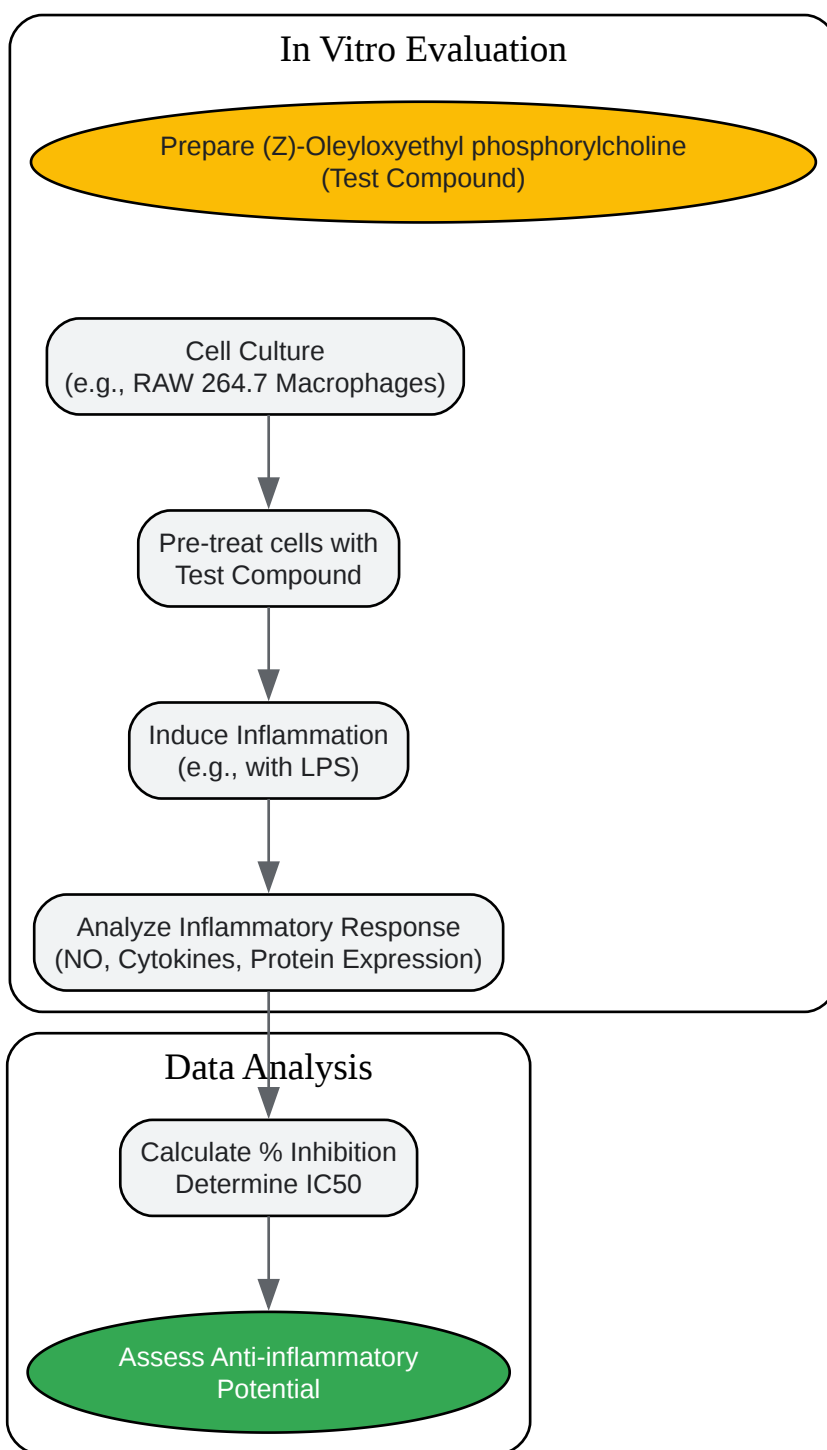 In Vitro Evaluation
Prepare (Z)-Oleyloxyethyl phosphorylcholine
(Test Compound)
Cell Culture
(e.g., RAW 264.7 Macrophages)
Pre-treat cells with
Test Compound
Induce Inflammation
(e.g., with LPS)
Analyze Inflammatory Response
(NO, Cytokines, Protein Expression)
Data Analysis
Calculate % Inhibition
Determine IC50
Assess Anti-inflammatory
Potential